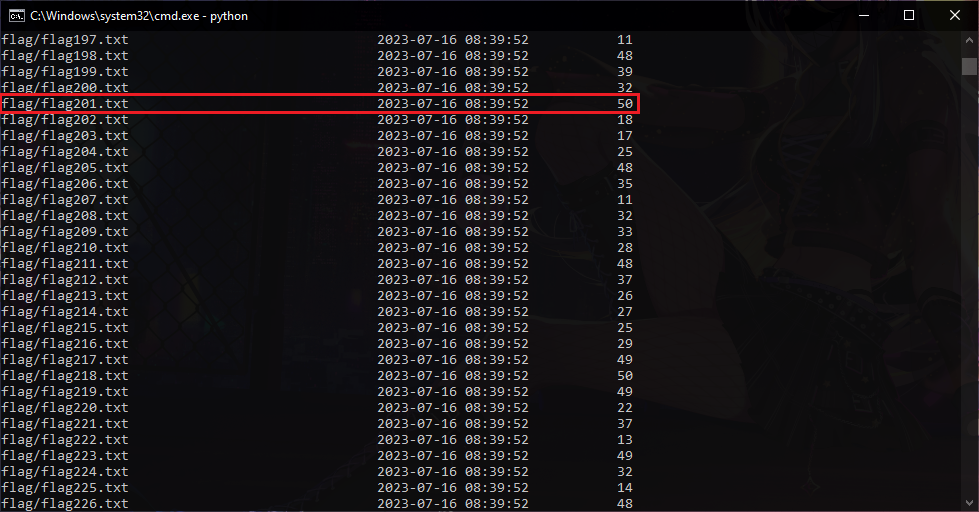 C:\Windows\system32\cmd.exe - python
flag/flag197.txt 2023-07-16 08:39:52 11
flag/flag198.txt 2023-07-16 08:39:52 48
flag/flag199.txt 2023-07-16 08:39:52 39
flag/flag200.txt 2023-07-16 08:39:52 32
flag/flag201.txt 2023-07-16 08:39:52 50
flag/flag202.txt 2023-07-16 08:39:52 18
flag/flag203.txt 2023-07-16 08:39:52 17
flag/flag204.txt 2023-07-16 08:39:52 25
flag/flag205.txt 2023-07-16 08:39:52 48
flag/flag206.txt 2023-07-16 08:39:52 35
flag/flag207.txt 2023-07-16 08:39:52 11
flag/flag208.txt 2023-07-16 08:39:52 32
flag/flag209.txt 2023-07-16 08:39:52 33
flag/flag210.txt 2023-07-16 08:39:52 28
flag/flag211.txt 2023-07-16 08:39:52 48
flag/flag212.txt 2023-07-16 08:39:52 37
flag/flag213.txt 2023-07-16 08:39:52 26
flag/flag214.txt 2023-07-16 08:39:52 27
flag/flag215.txt 2023-07-16 08:39:52 25
flag/flag216.txt 2023-07-16 08:39:52 29
flag/flag217.txt 2023-07-16 08:39:52 49
flag/flag218.txt 2023-07-16 08:39:52 50
flag/flag219.txt 2023-07-16 08:39:52 49
flag/flag220.txt 2023-07-16 08:39:52 22
flag/flag221.txt 2023-07-16 08:39:52 37
flag/flag222.txt 2023-07-16 08:39:52 13
flag/flag223.txt 2023-07-16 08:39:52 49
flag/flag224.txt 2023-07-16 08:39:52 32
flag/flag225.txt 2023-07-16 08:39:52 14
flag/flag226.txt 2023-07-16 08:39:52 48